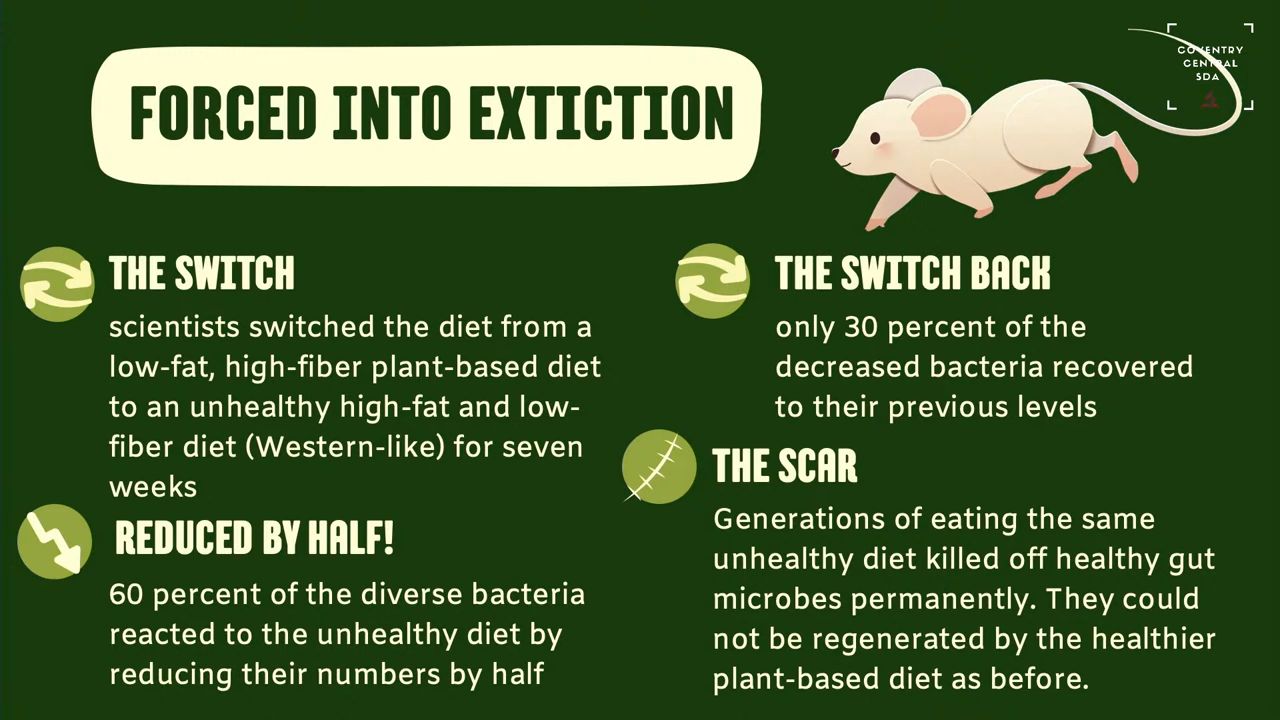 FORCED INTO EXTICTION
COVENTRY
CENTRAL
SDA
THE SWITCH
scientists switched the diet from a
low-fat, high-fiber plant-based diet
to an unhealthy high-fat and low-
fiber diet (Western-like) for seven
weeks
REDUCED BY HALF!
60 percent of the diverse bacteria
reacted to the unhealthy diet by
reducing their numbers by half
THE SWITCH BACK
only 30 percent of the
decreased bacteria recovered
to their previous levels
THE SCAR
Generations of eating the same
unhealthy diet killed off healthy gut
microbes permanently. They could
not be regenerated by the healthier
plant-based diet as before.